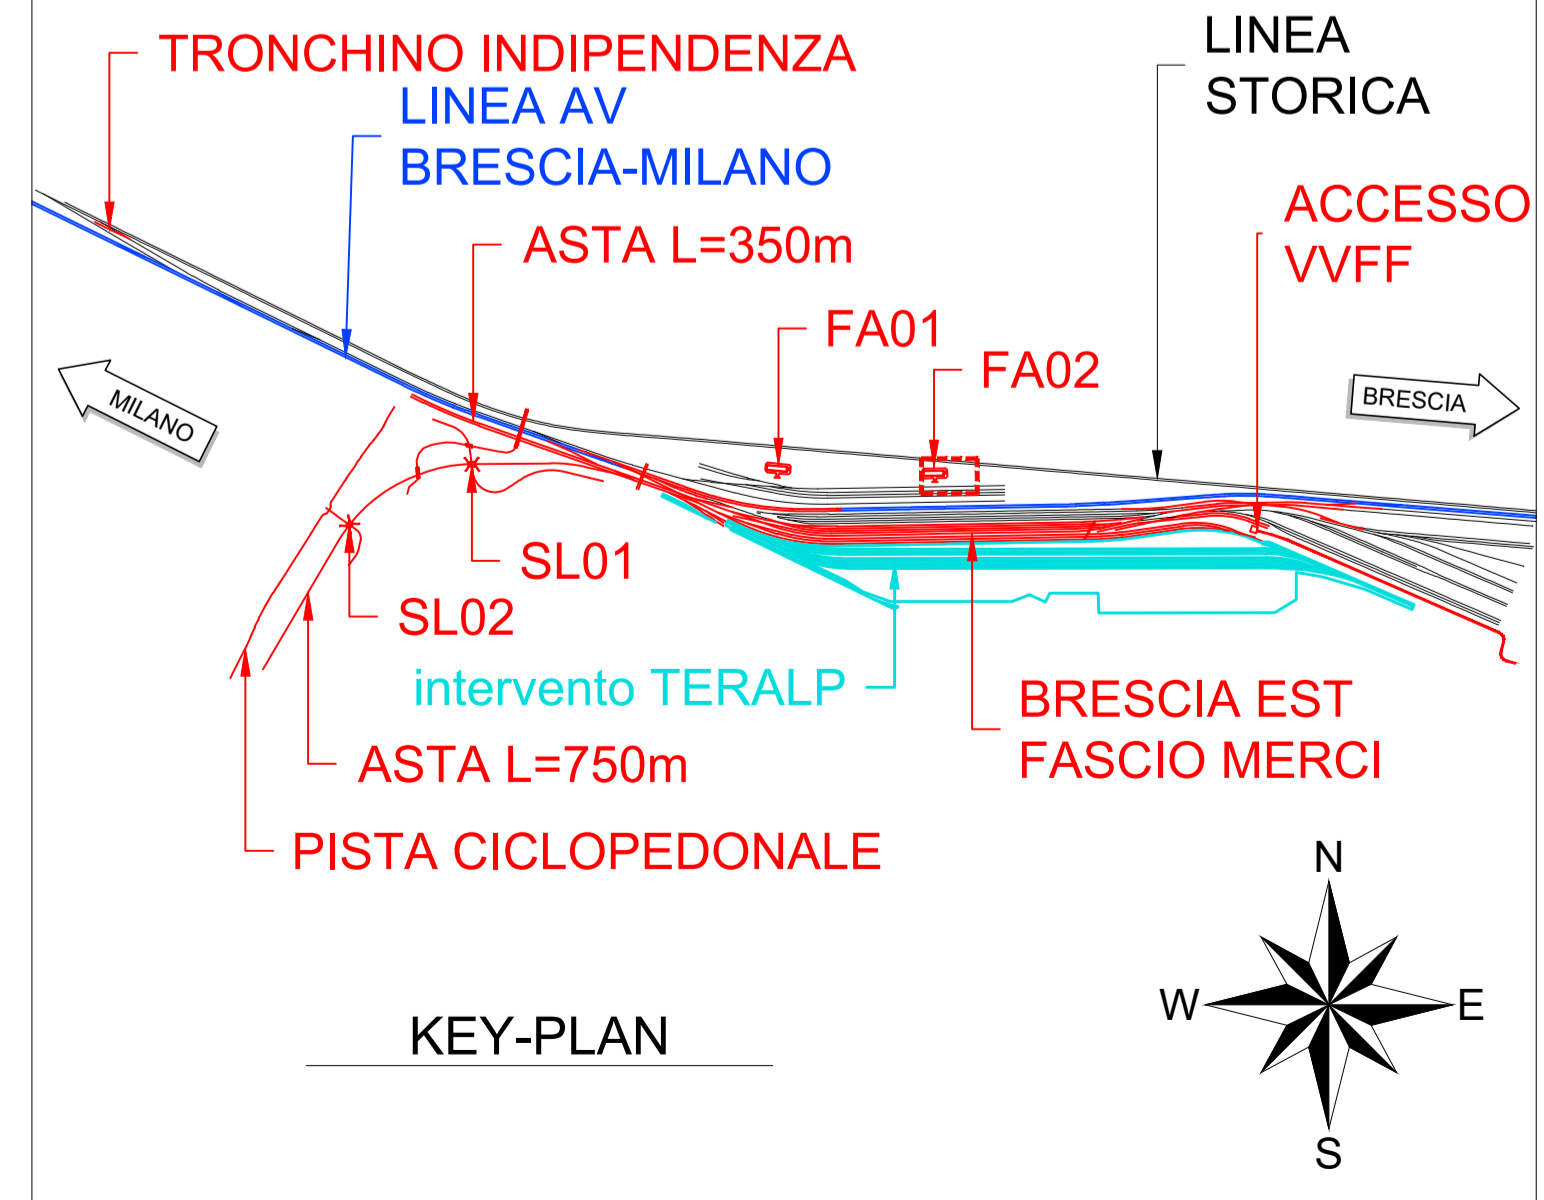 TRONCHINO INDIPENDENZA
LINEA AV
BRESCIA-MILANO
LINEA
STORICA
ASTA L=350m
ACCESSO
VVFF
FA01
FA02
MILANO
BRESCIA
SL01
SL02
intervento TERALP
BRESCIA EST
FASCIO MERCI
ASTA L=750m
PISTA CICLOPEDONALE
KEY-PLAN
N
W
E
S